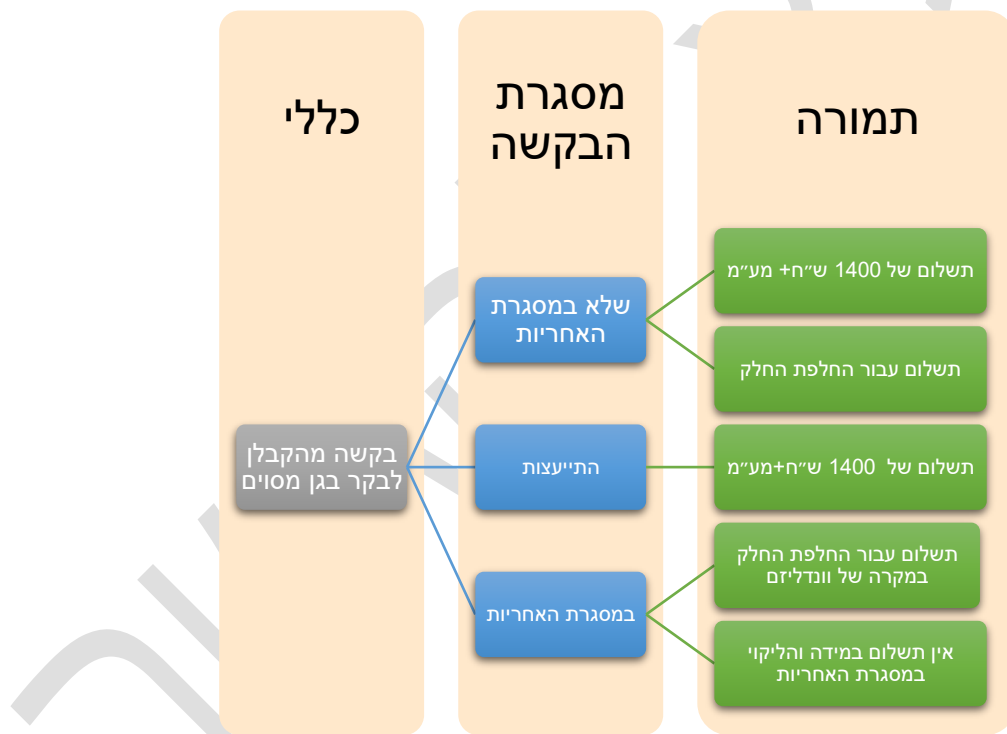 כללי
מסגרת
הבקשה
תמורה
בקשה מהקבלן
לבקר בגן מסוים
שלא במסגרת
האחריות
תשלום של 1400 ש״ח+ מע״מ
תשלום עבור החלפת החלק
התייעצות
תשלום של 1400 ש״ח+מע״מ
במסגרת האחריות
תשלום עבור החלפת החלק
במקרה של וונדליזם
אין תשלום במידה והליקוי
במסגרת האחריות